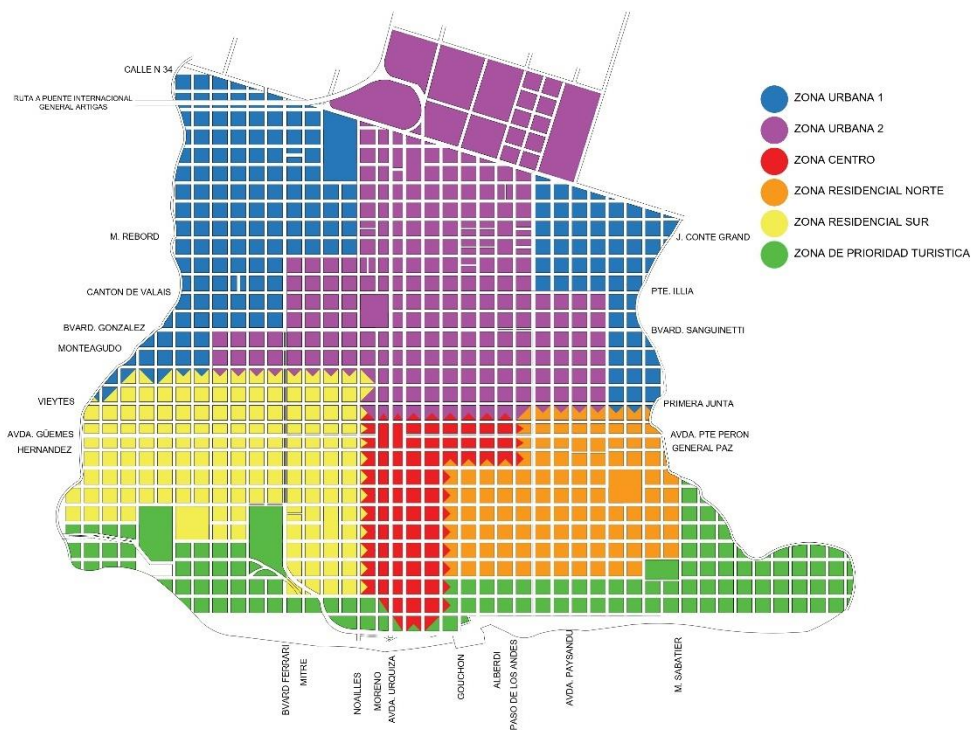 CALLE N 34
RUTA A PUENTE INTERNACIONAL
GENERAL ARTIGAS
M. REBORD
CANTON DE VALAIS
BVARD. GONZALEZ
MONTEAGUDO
VIEYTES
AVDA. GÜEMES
HERNANDEZ
J. CONTE GRAND
PTE. ILLIA
BVARD. SANGUINETTI
PRIMERA JUNTA
AVDA. PTE PERON
GENERAL PAZ
ZONA URBANA 1
ZONA URBANA 2
ZONA CENTRO
ZONA RESIDENCIAL NORTE
ZONA RESIDENCIAL SUR
ZONA DE PRIORIDAD TURISTICA
BVARD FERRARI
MITRE
NOAILLES
MORENO
AVDA. URQUIZA
GOUCHON
ALBERDI
PASO DE LOS ANDES
AVDA. PAYSANDU
M. SABATIER